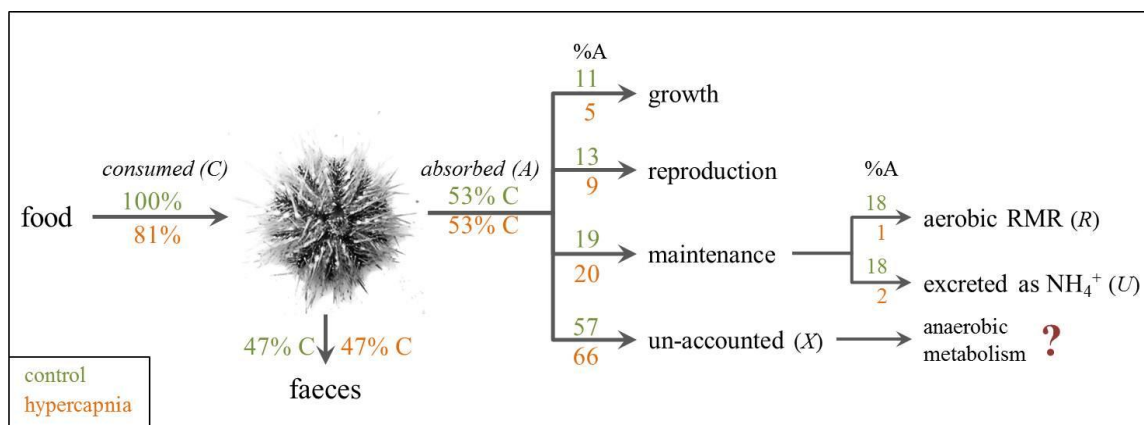 %A
11
growth
5
consumed (C)
absorbed (A)
13
reproduction
9
%A
food
100%
81%
53% C
53% C
18
aerobic RMR (R)
1
19
maintenance
20
18
excreted as NH₄⁺ (U)
2
47% C
47% C
faeces
57
un-accounted (X)
66
anaerobic
metabolism
?
control
hypercapnia